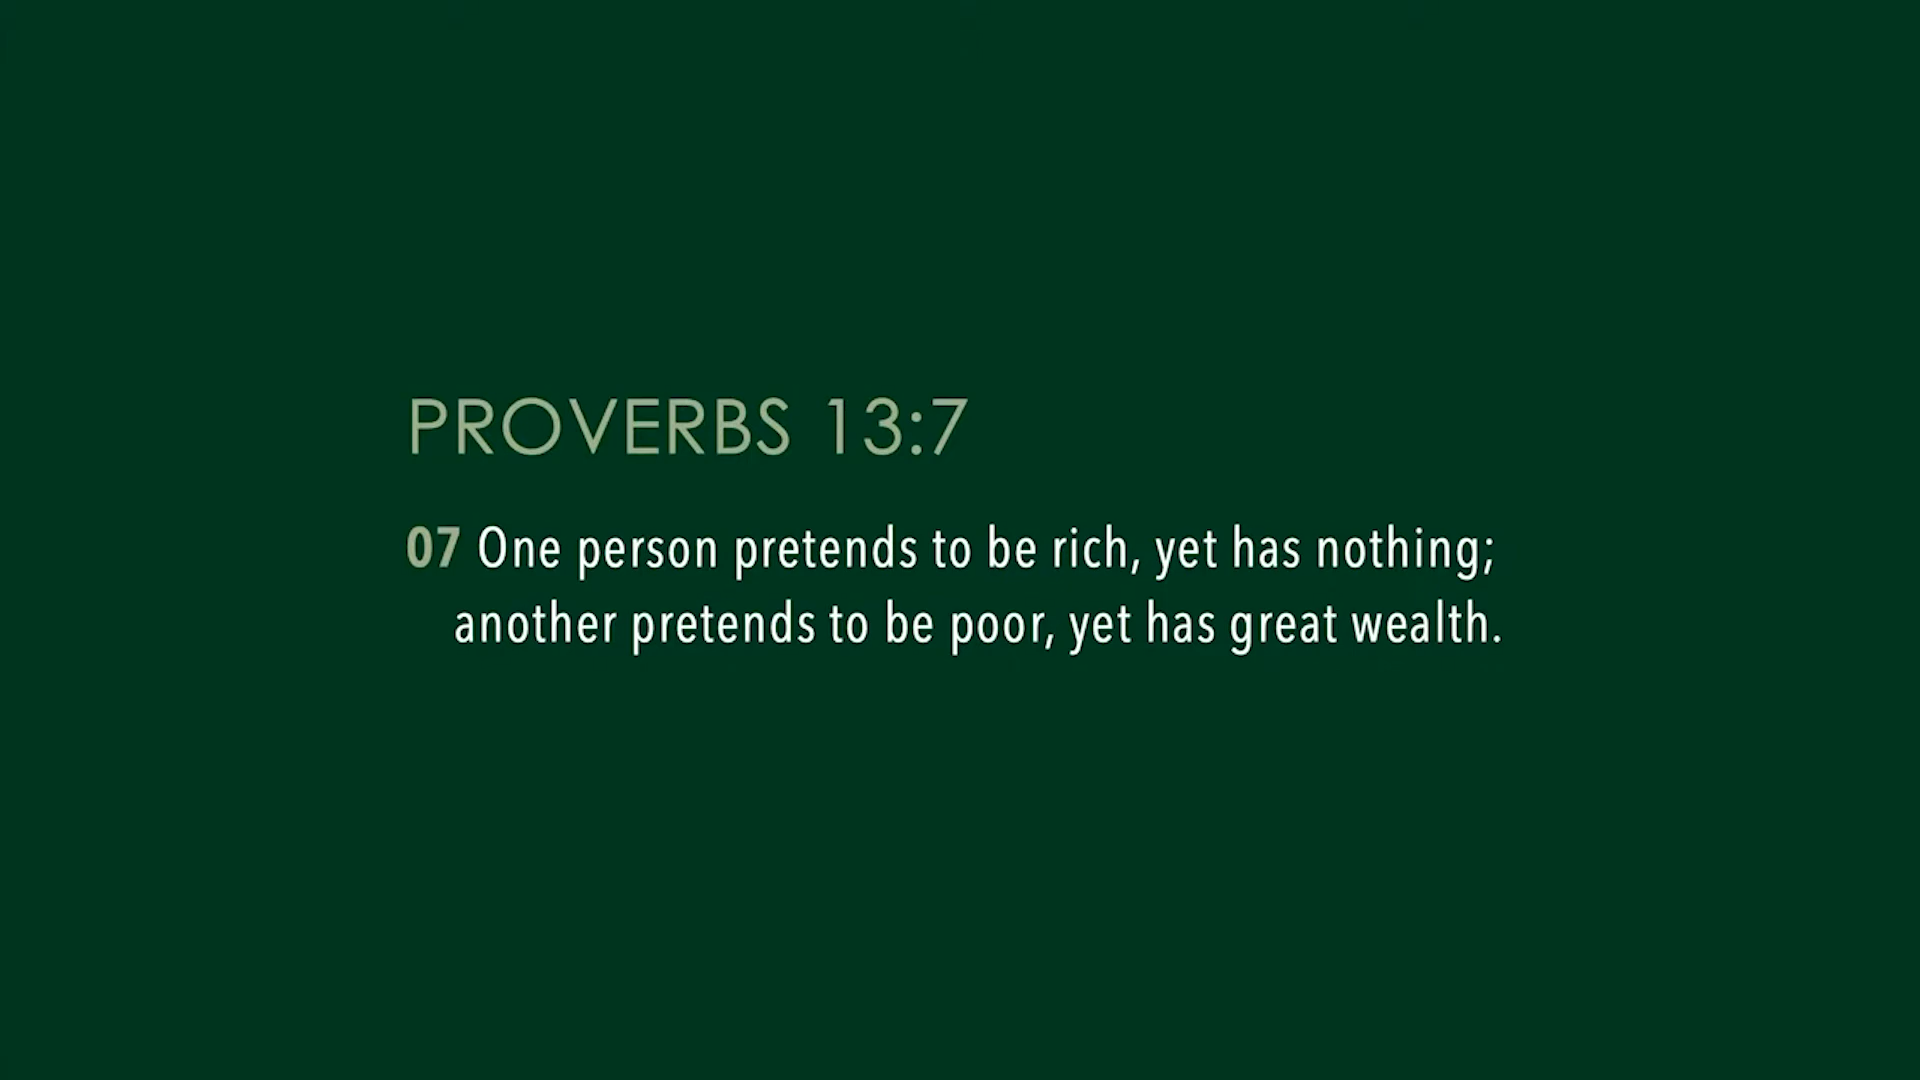 PROVERBS 13:7
07 One person pretends to be rich, yet has nothing;
another pretends to be poor, yet has great wealth.